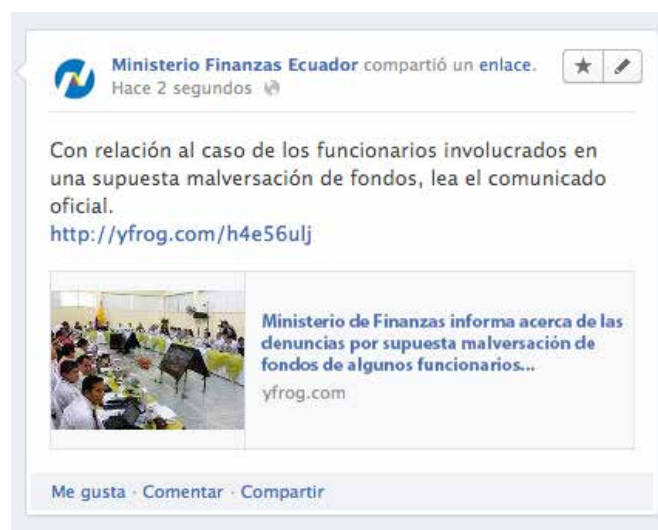 Ministerio Finanzas Ecuador compartió un enlace.
Hace 2 segundos
Con relación al caso de los funcionarios involucrados en
una supuesta malversación de fondos, lea el comunicado
oficial.
http://yfrog.com/h4e56ulj
Ministerio de Finanzas informa acerca de las
denuncias por supuesta malversación de
fondos de algunos funcionarios...
yfrog.com
Me gusta · Comentar · Compartir